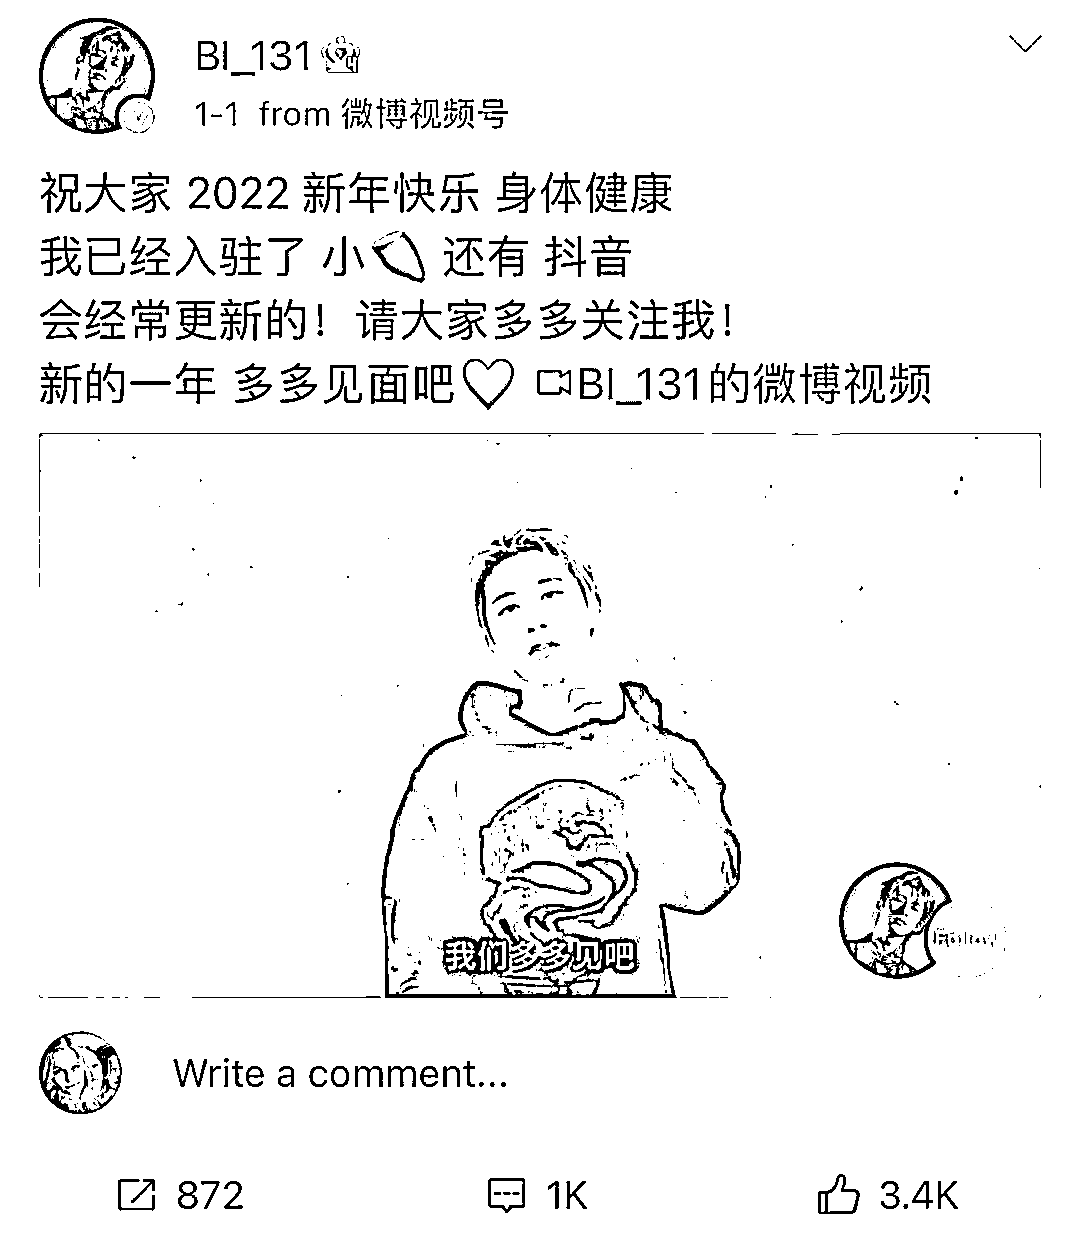 BI_131
1-1 from 微博视频号
祝大家 2022 新年快乐 身体健康
我已经入驻了 小🍠 还有 抖音
会经常更新的！请大家多多关注我！
新的一年 多多见面吧♡ BI_131的微博视频
我们多多见吧
Follow
Write a comment...
872
1K
3.4K